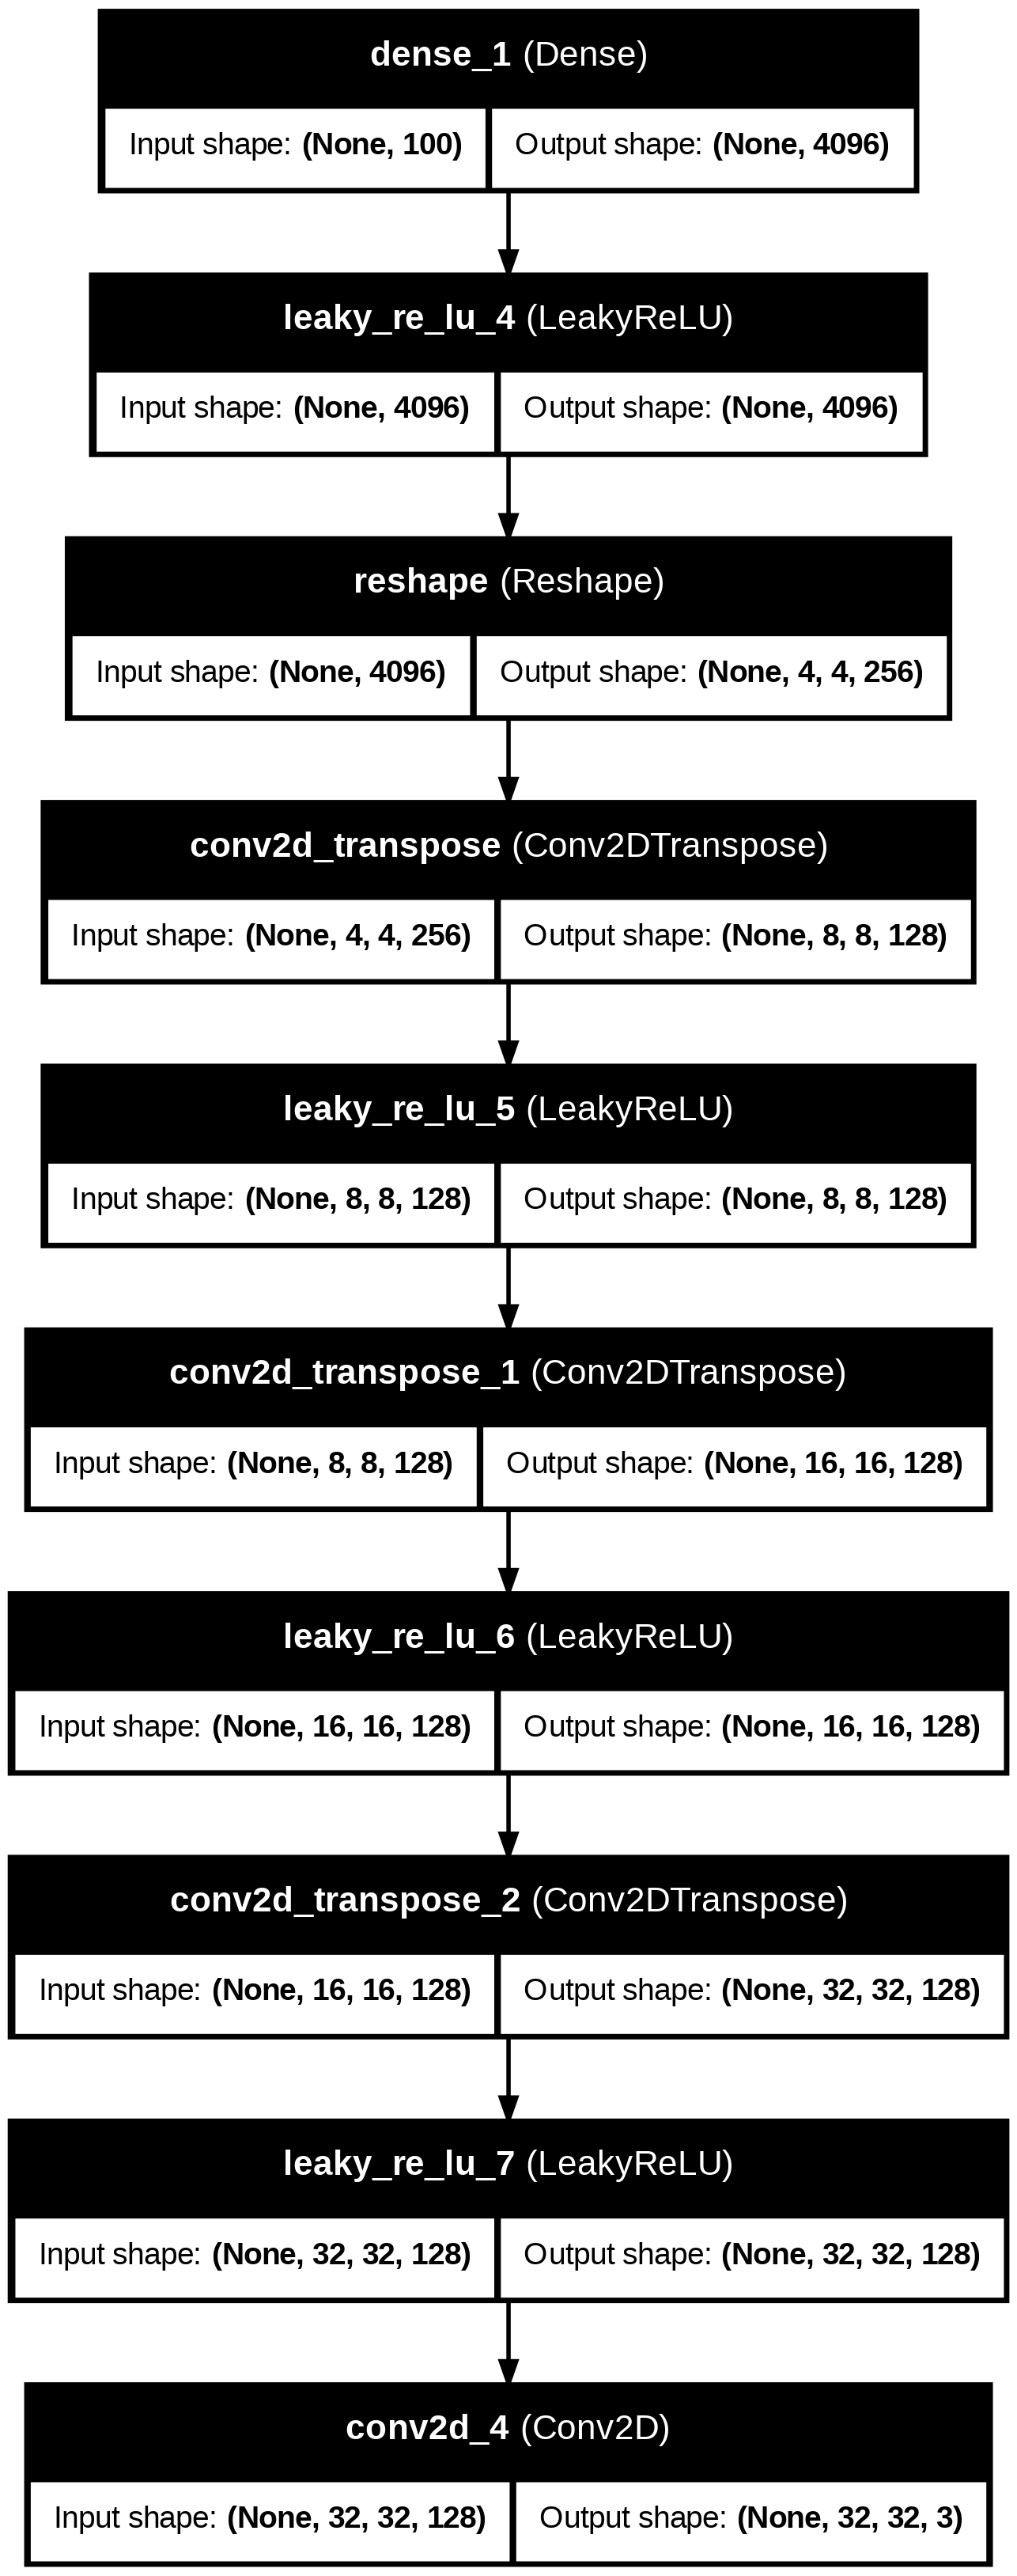 dense_1 (Dense)
Input shape: (None, 100) Output shape: (None, 4096)
leaky_re_lu_4 (LeakyReLU)
Input shape: (None, 4096) Output shape: (None, 4096)
reshape (Reshape)
Input shape: (None, 4096) Output shape: (None, 4, 4, 256)
conv2d_transpose (Conv2DTranspose)
Input shape: (None, 4, 4, 256) Output shape: (None, 8, 8, 128)
leaky_re_lu_5 (LeakyReLU)
Input shape: (None, 8, 8, 128) Output shape: (None, 8, 8, 128)
conv2d_transpose_1 (Conv2DTranspose)
Input shape: (None, 8, 8, 128) Output shape: (None, 16, 16, 128)
leaky_re_lu_6 (LeakyReLU)
Input shape: (None, 16, 16, 128) Output shape: (None, 16, 16, 128)
conv2d_transpose_2 (Conv2DTranspose)
Input shape: (None, 16, 16, 128) Output shape: (None, 32, 32, 128)
leaky_re_lu_7 (LeakyReLU)
Input shape: (None, 32, 32, 128) Output shape: (None, 32, 32, 128)
conv2d_4 (Conv2D)
Input shape: (None, 32, 32, 128) Output shape: (None, 32, 32, 3)